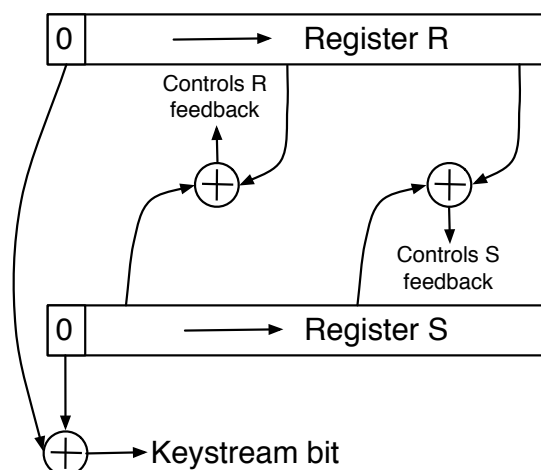 0
Register R
Controls R
feedback
Controls S
feedback
0
Register S
Keystream bit